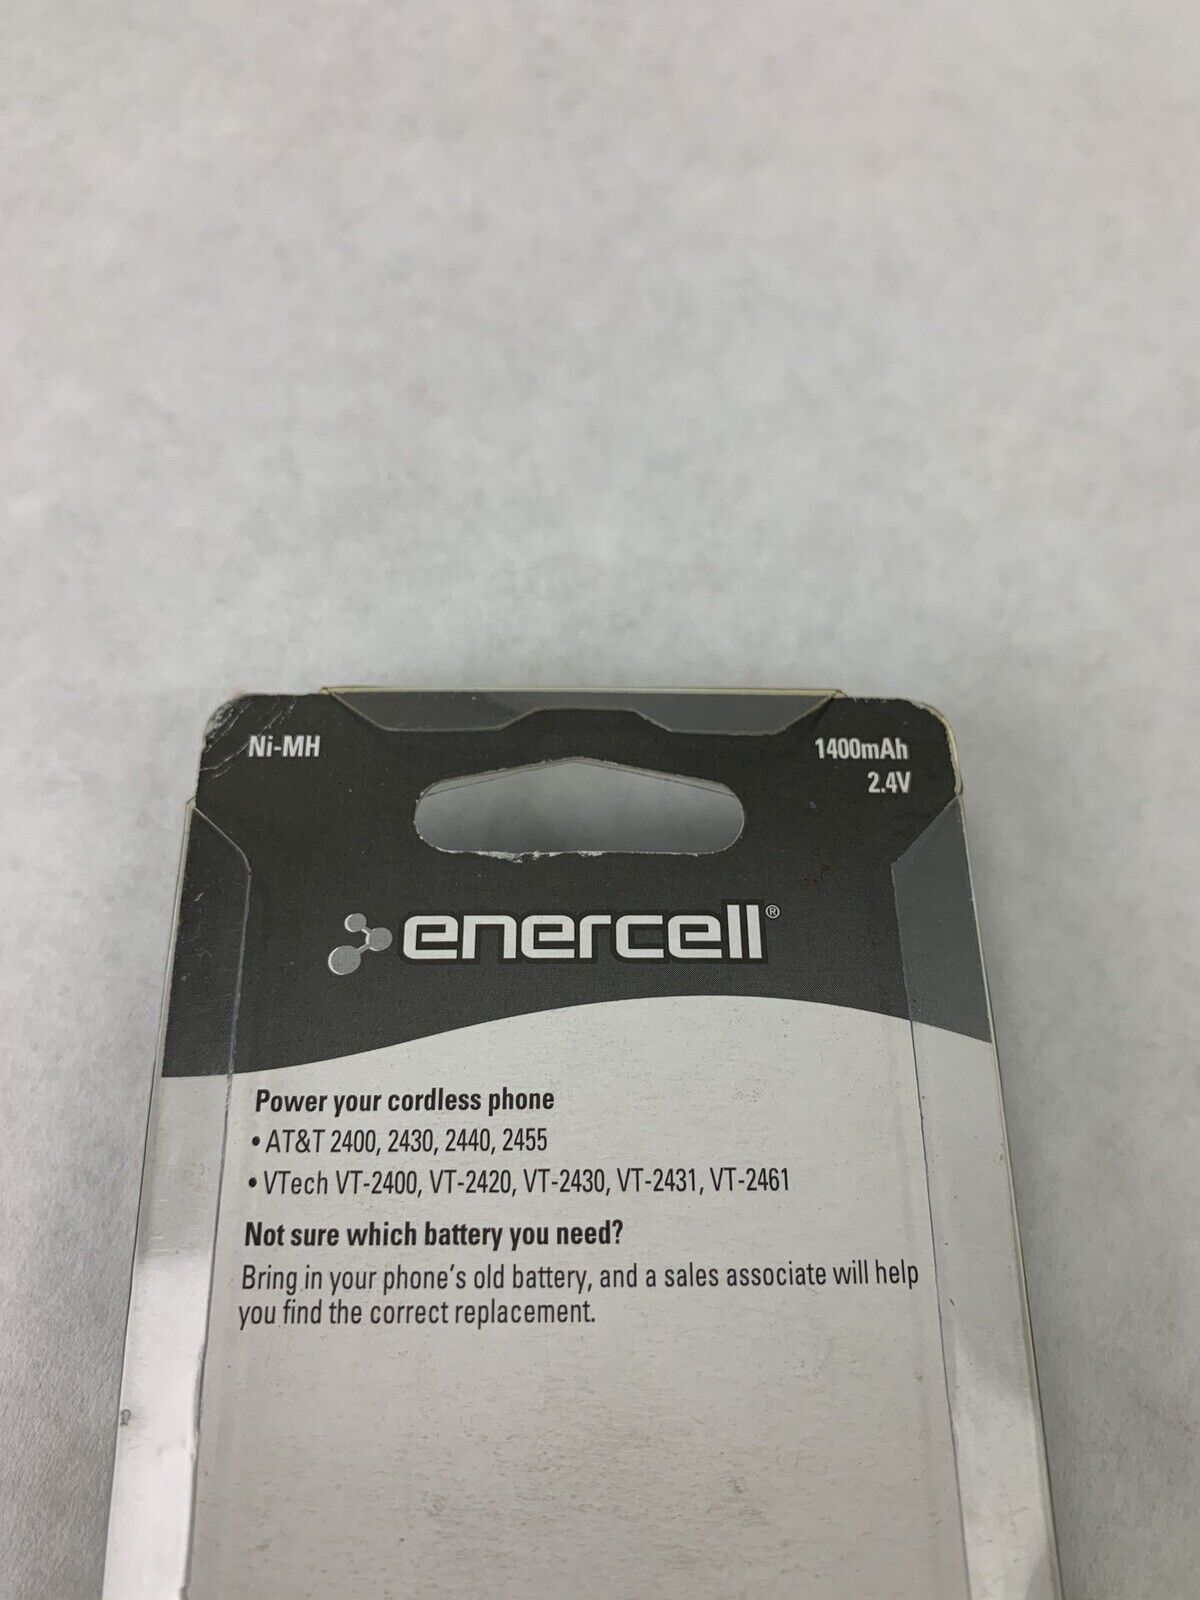 Ni-MH
1400mAh
2.4V
enercell®
Power your cordless phone
• AT&T 2400, 2430, 2440, 2455
• VTech VT-2400, VT-2420, VT-2430, VT-2431, VT-2461
Not sure which battery you need?
Bring in your phone's old battery, and a sales associate will help
you find the correct replacement.